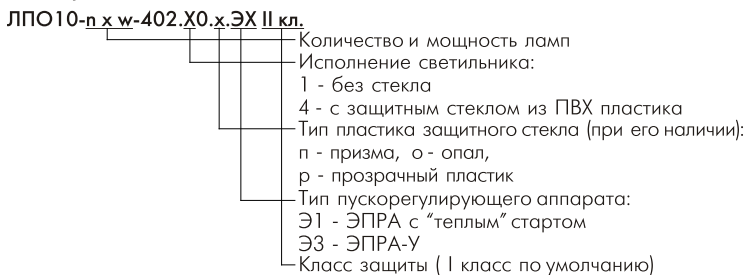 ЛПО10-n x w-402.Х0.х.ЭХ II кл.
Количество и мощность ламп
Исполнение светильника:
1 - без стекла
4 - с защитным стеклом из ПВХ пластика
Тип пластика защитного стекла (при его наличии):
п - призма, о - опал,
р - прозрачный пластик
Тип пускорегулирующего аппарата:
Э1 - ЭПРА с “теплым” стартом
Э3 - ЭПРА-У
Класс защиты ( I класс по умолчанию)